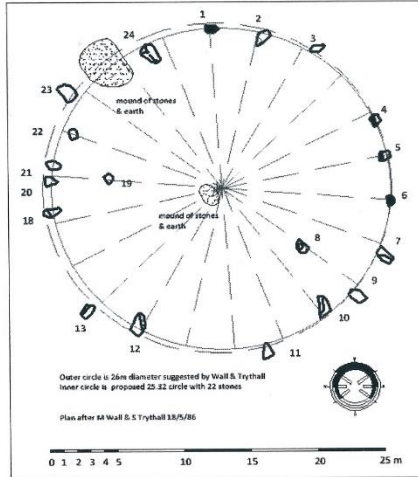 1
2
3
24
mound of stones
& earth
23
4
22
5
21
19
20
6
18
mound of stones
& earth
8
7
9
13
10
12
11
Outer circle is 26m diameter suggested by Wall & Trythall
Inner circle is proposed 25.32 circle with 22 stones
Plan after M Wall & S Trythall 18/5/86
0 1 2 3 4 5 10 15 20 25 m